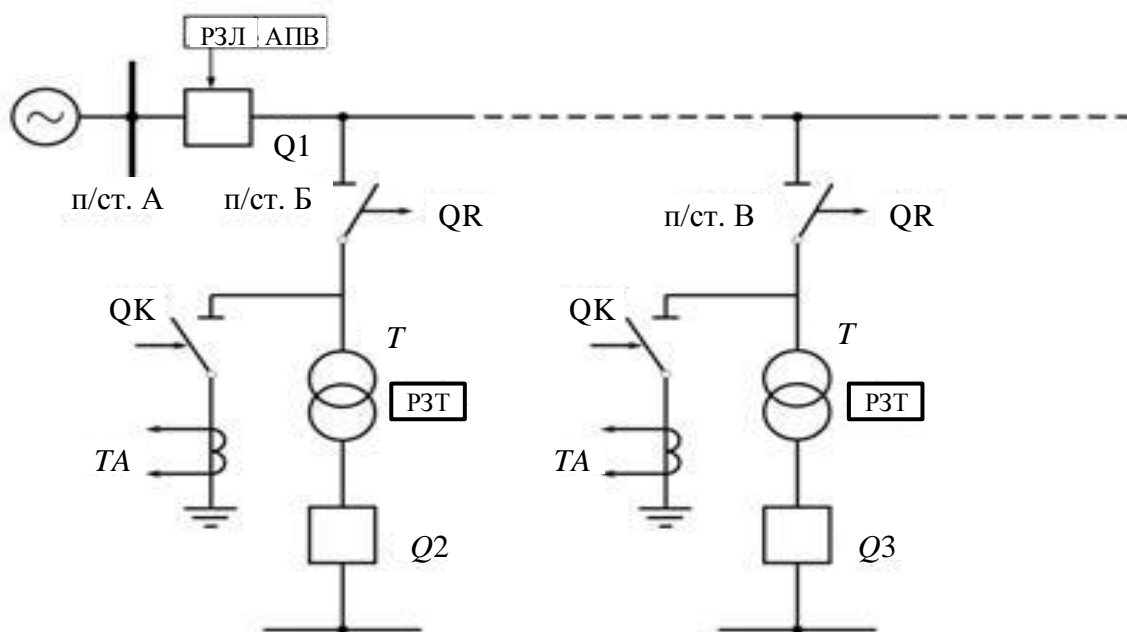 РЗЛ АПВ
Q1
п/ст. А
п/ст. Б
QR
п/ст. В
QR
QK
T
РЗТ
TA
Q2
QK
T
РЗТ
TA
Q3